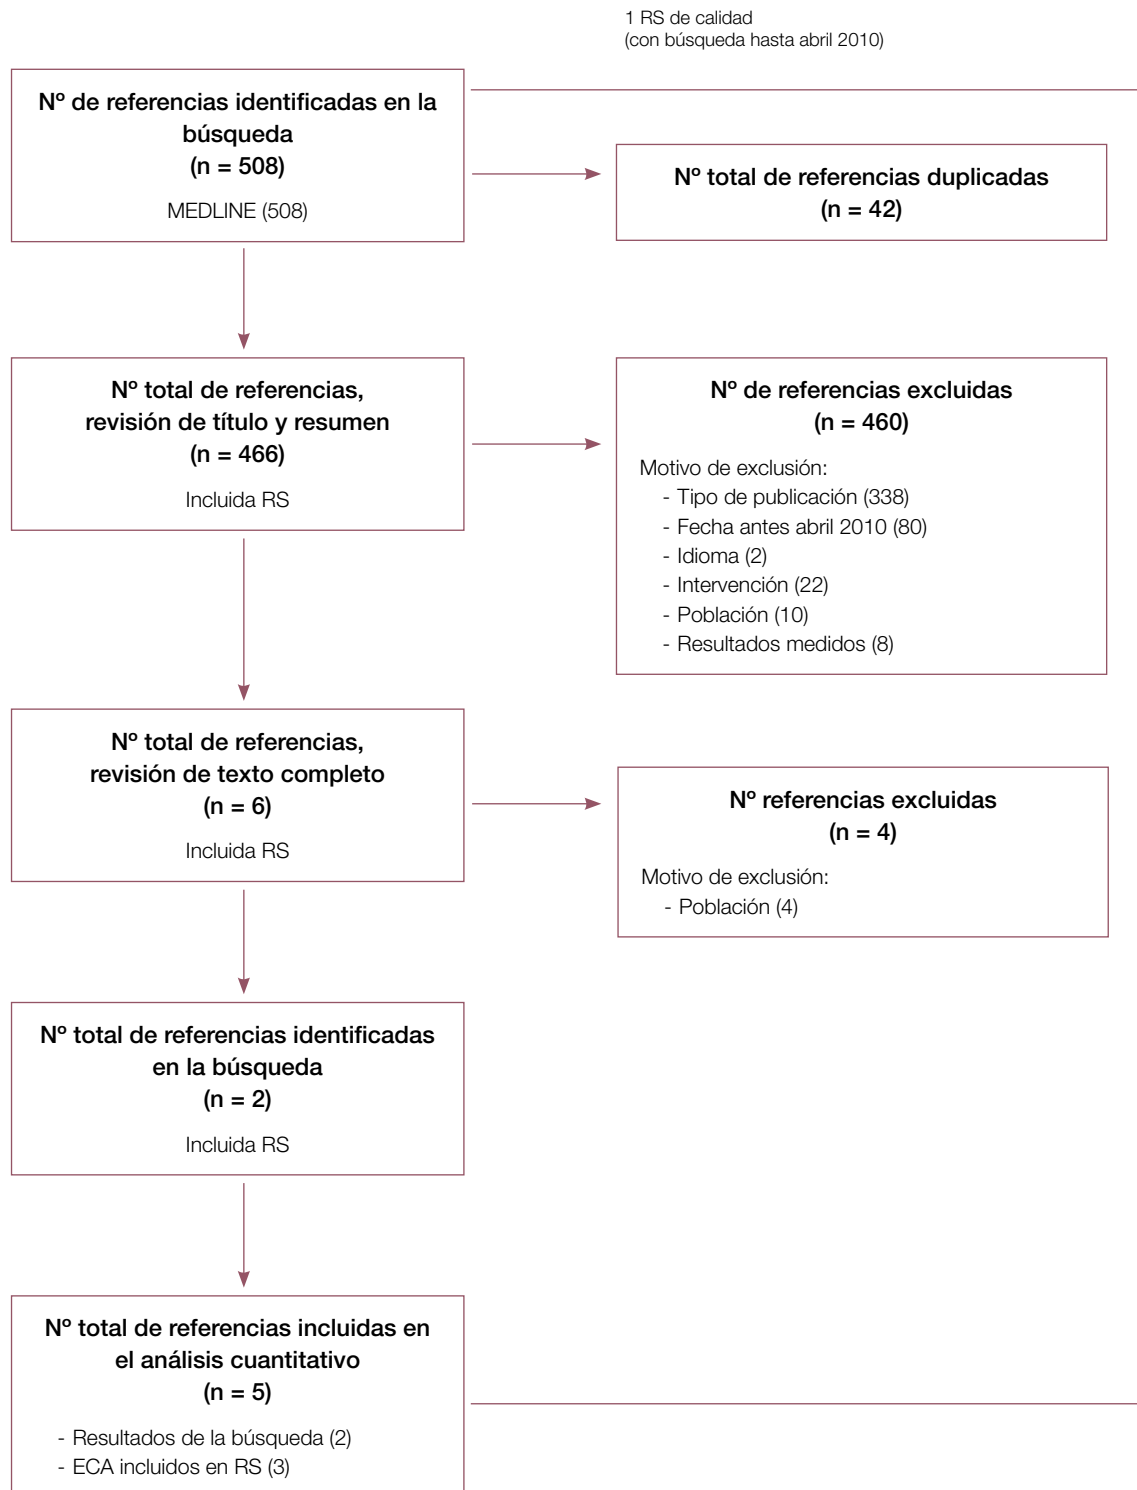 1 RS de calidad
(con búsqueda hasta abril 2010)
Nº de referencias identificadas en la
búsqueda
(n = 508)
MEDLINE (508)
Nº total de referencias duplicadas
(n = 42)
Nº total de referencias,
revisión de título y resumen
(n = 466)
Incluida RS
Nº de referencias excluidas
(n = 460)
Motivo de exclusión:
- Tipo de publicación (338)
- Fecha antes abril 2010 (80)
- Idioma (2)
- Intervención (22)
- Población (10)
- Resultados medidos (8)
Nº total de referencias,
revisión de texto completo
(n = 6)
Incluida RS
Nº referencias excluidas
(n = 4)
Motivo de exclusión:
- Población (4)
Nº total de referencias identificadas
en la búsqueda
(n = 2)
Incluida RS
Nº total de referencias incluidas en
el análisis cuantitativo
(n = 5)
- Resultados de la búsqueda (2)
- ECA incluidos en RS (3)